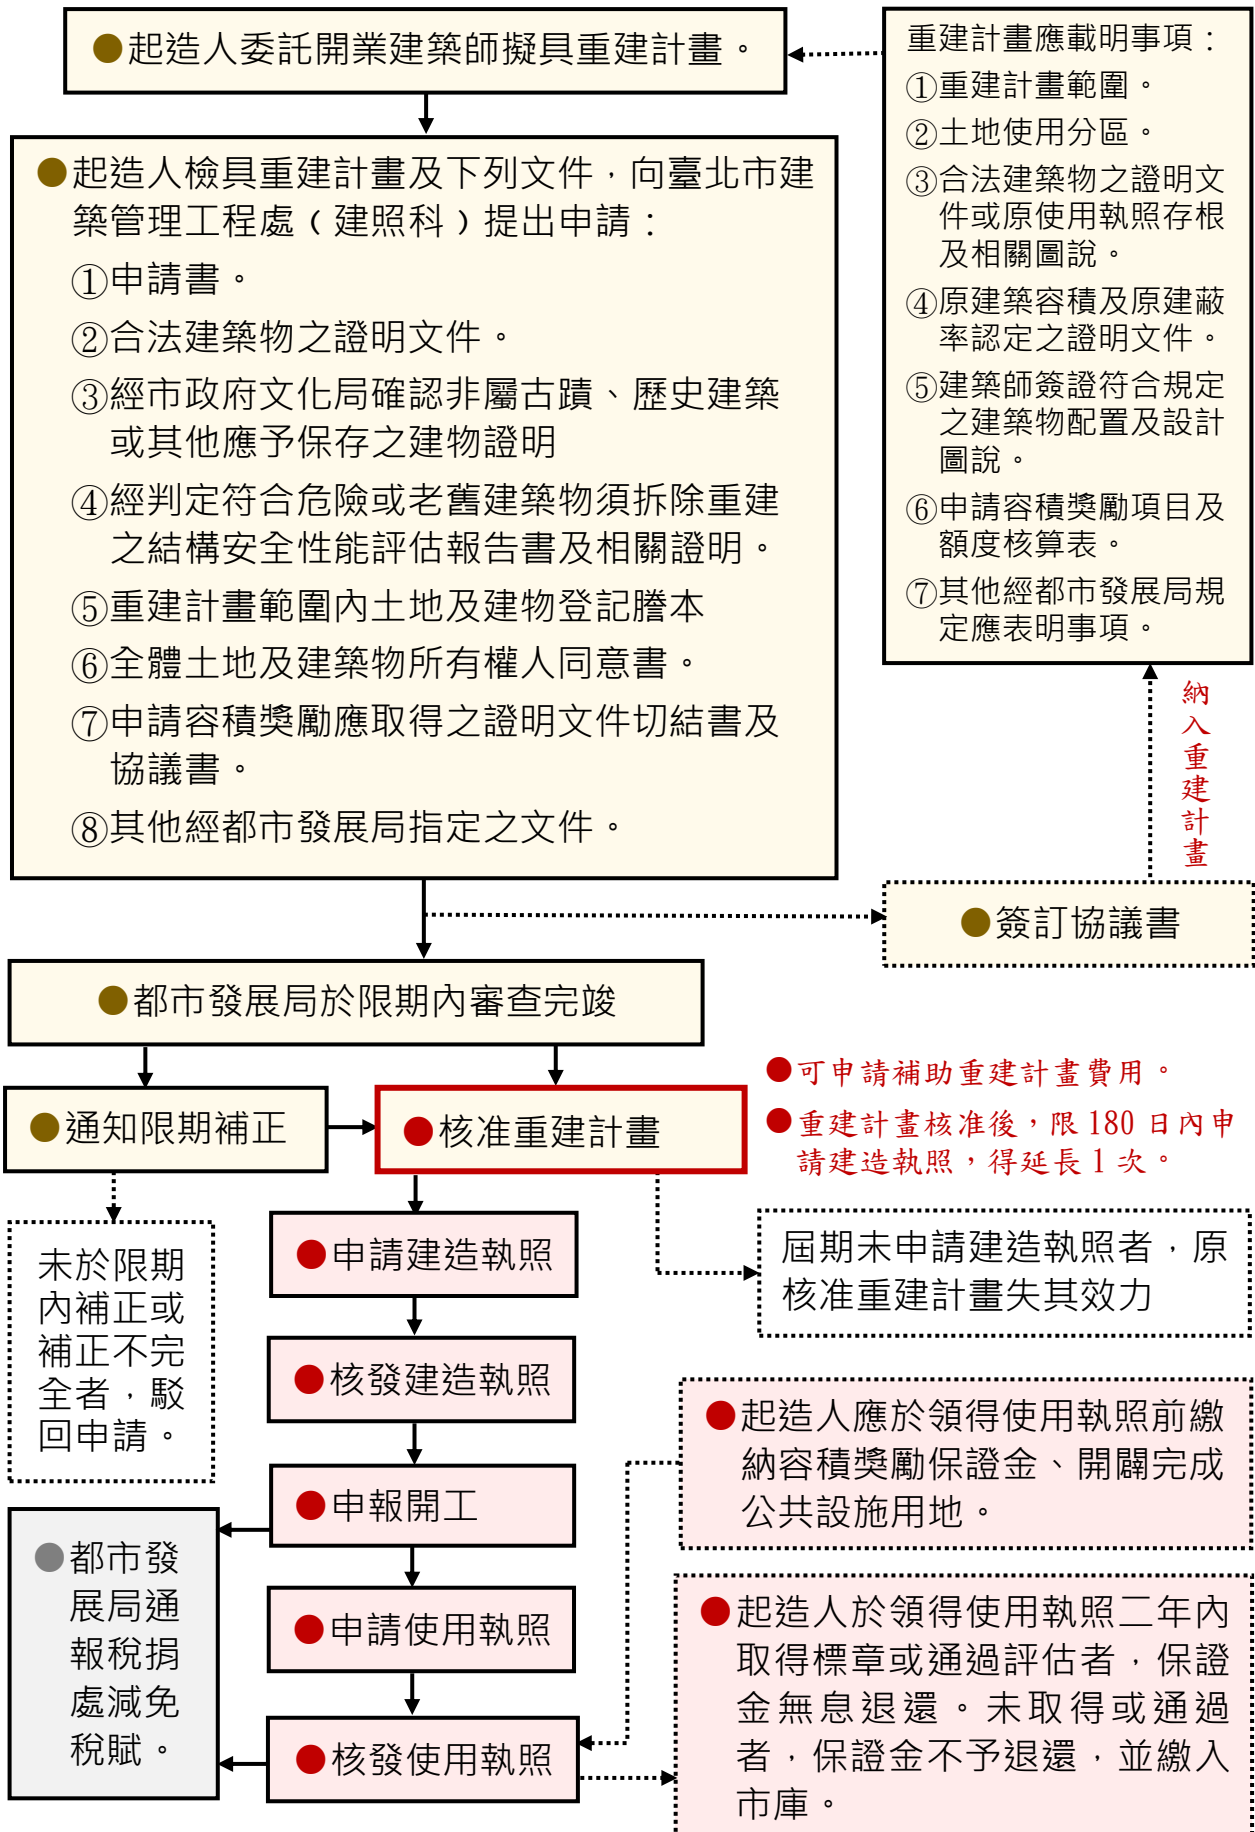 ●起造人委託開業建築師擬具重建計畫。
重建計畫應載明事項：
①重建計畫範圍。
②土地使用分區。
③合法建築物之證明文
件或原使用執照存根
及相關圖說。
④原建築容積及原建蔽
率認定之證明文件。
⑤建築師簽證符合規定
之建築物配置及設計
圖說。
⑥申請容積獎勵項目及
額度核算表。
⑦其他經都市發展局規
定應表明事項。
●起造人檢具重建計畫及下列文件，向臺北市建
築管理工程處（建照科）提出申請：
①申請書。
②合法建築物之證明文件。
③經市政府文化局確認非屬古蹟、歷史建築
或其他應予保存之建物證明
④經判定符合危險或老舊建築物須拆除重建
之結構安全性能評估報告書及相關證明。
⑤重建計畫範圍內土地及建物登記謄本
⑥全體土地及建築物所有權人同意書。
⑦申請容積獎勵應取得之證明文件切結書及
協議書。
⑧其他經都市發展局指定之文件。
納入重建計畫
●簽訂協議書
●都市發展局於限期內審查完竣
●通知限期補正
●核准重建計畫
●可申請補助重建計畫費用。
●重建計畫核准後，限 180 日內申
請建造執照，得延長 1 次。
未於限期
內補正或
補正不完
全者，駁
回申請。
●申請建造執照
屆期未申請建造執照者，原
核准重建計畫失其效力
●核發建造執照
●起造人應於領得使用執照前繳
納容積獎勵保證金、開闢完成
公共設施用地。
●申報開工
●都市發
展局通
報稅捐
處減免
稅賦。
●申請使用執照
●起造人於領得使用執照二年內
取得標章或通過評估者，保證
金無息退還。未取得或通過
者，保證金不予退還，並繳入
市庫。
●核發使用執照